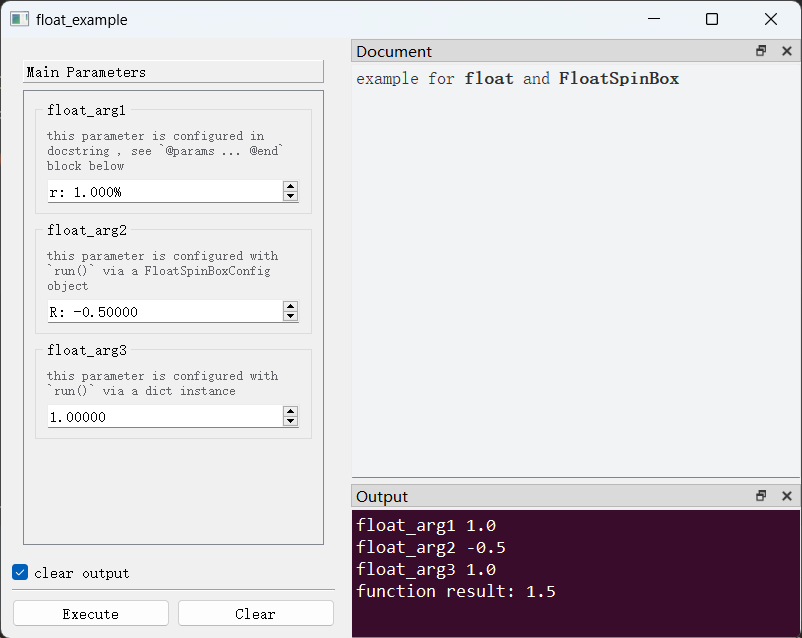 float_example
Main Parameters
float_arg1
this parameter is configured in
docstring , see `@params ... @end`
block below
r: 1.000%
float_arg2
this parameter is configured with
`run()` via a FloatSpinBoxConfig
object
R: -0.50000
float_arg3
this parameter is configured with
`run()` via a dict instance
1.00000
clear output
Execute
Clear
Document
example for float and FloatSpinBox
Output
float_arg1 1.0
float_arg2 -0.5
float_arg3 1.0
function result: 1.5